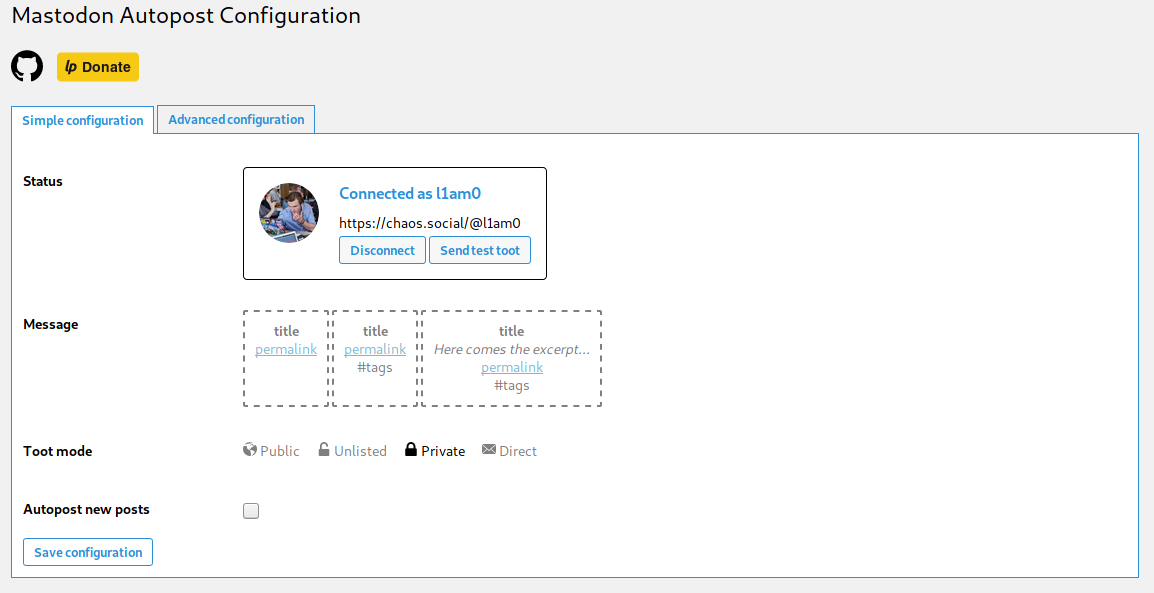 Mastodon Autopost Configuration
lp Donate
Simple configuration
Advanced configuration
Status
Connected as l1am0
https://chaos.social/@l1am0
Disconnect
Send test toot
Message
title
permalink
title
permalink
#tags
title
Here comes the excerpt...
permalink
#tags
Toot mode
Public
Unlisted
Private
Direct
Autopost new posts
Save configuration